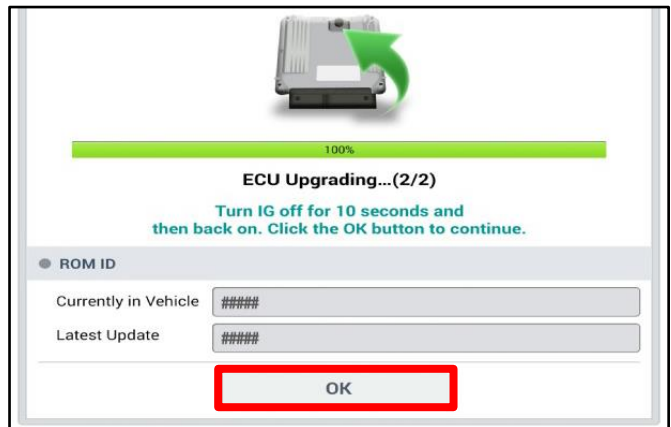 100%
ECU Upgrading...(2/2)
Turn IG off for 10 seconds and
then back on. Click the OK button to continue.
ROM ID
Currently in Vehicle #####
Latest Update #####
OK